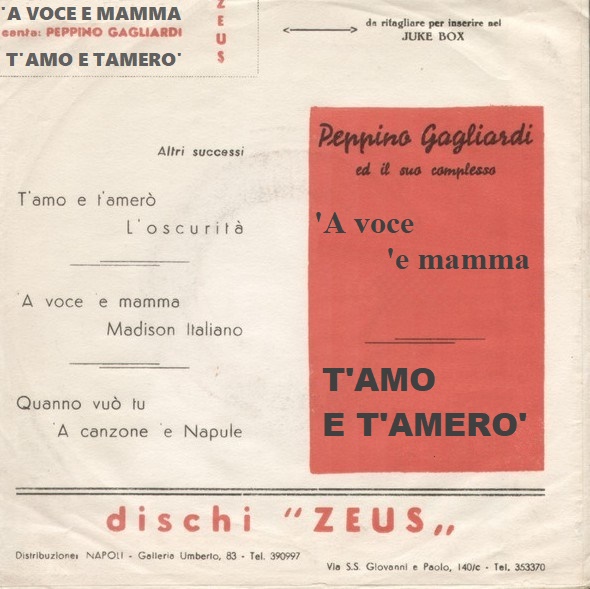 'A VOCE E MAMMA
canta: PEPPINO GAGLIARDI
T'AMO E TAMERO'
ZEUS
da ritagliare per inserire nel
JUKE BOX
Altri successi
T'amo e t'amerò
L'oscurità
'A voce 'e mamma
Madison Italiano
Quanno vuò tu
'A canzone 'e Napule
Peppino Gagliardi
ed il suo complesso
'A voce
'e mamma
T'AMO
E T'AMERO'
dischi "ZEUS"
Distribuzione: NAPOLI - Galleria Umberto, 83 - Tel. 390997
Via S.S. Giovanni e Paolo, 140/c - Tel. 353370